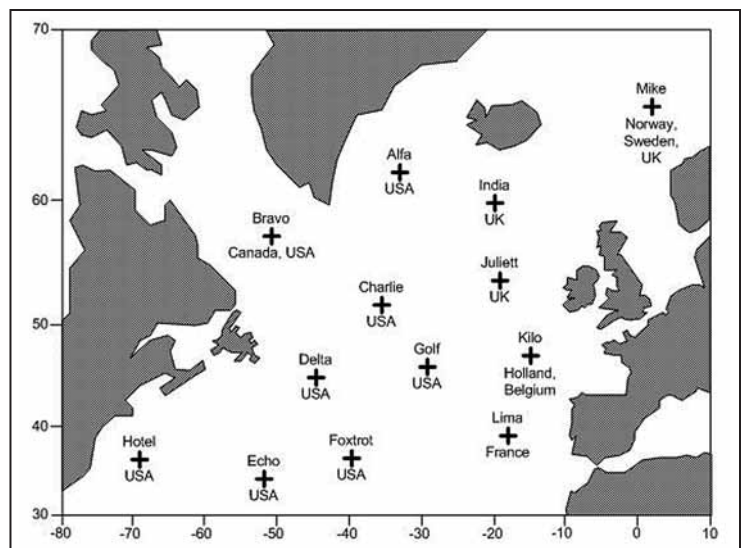 70
Mike
Norway,
Sweden,
UK
Alfa
USA
60
India
UK
Bravo
Canada, USA
Juliett
UK
Charlie
USA
50
Kilo
Holland,
Belgium
Golf
USA
Delta
USA
40
Lima
France
Hotel
USA
Foxtrot
USA
Echo
USA
30
-80 -70 -60 -50 -40 -30 -20 -10 0 10